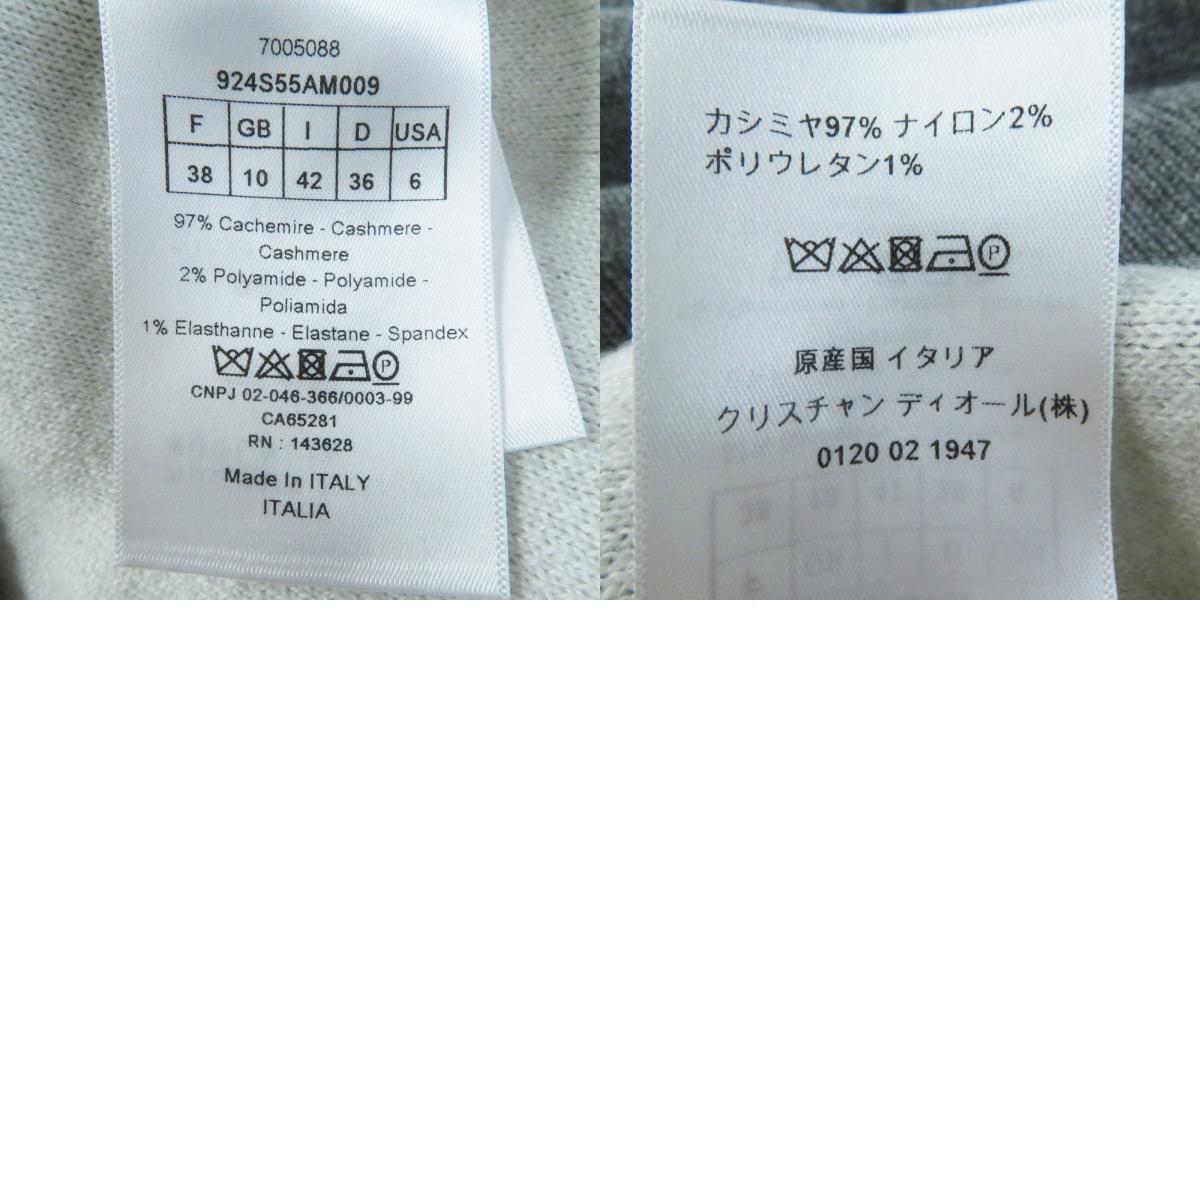 7005088
924S55AM009
F GB I D USA
38 10 42 36 6
97% Cachemire - Cashmere -
Cashmere
2% Polyamide - Polyamide -
Poliamida
1% Elasthanne - Elastane - Spandex
P
CNPJ 02-046-366/0003-99
CA65281
RN : 143628
Made In ITALY
ITALIA
カシミヤ97% ナイロン2%
ポリウレタン1%
P
原産国 イタリア
クリスチャン ディオール(株)
0120 02 1947